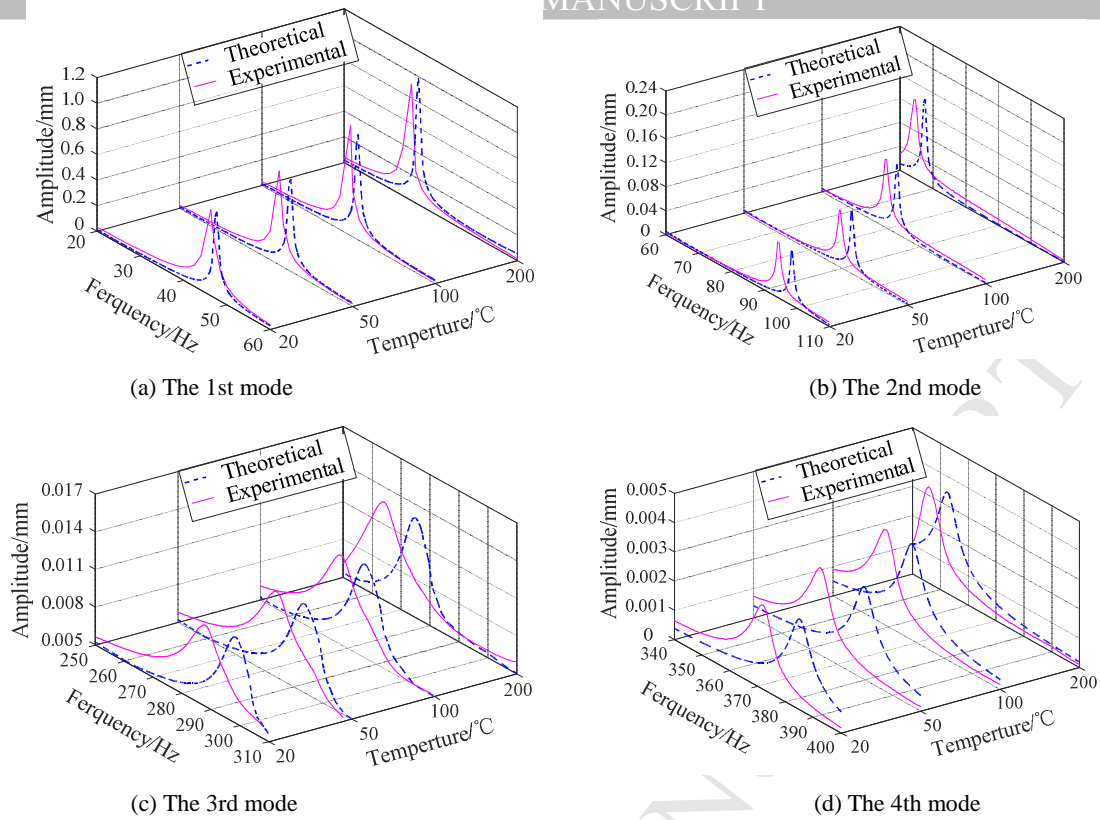 MANUSCRIPT
Theoretical
Experimental
Amplitude/mm
1.2
1.0
0.8
0.6
0.4
0.2
0
20
30
40
50
60
Ferquency/Hz
20
50
100
200
Temperture/℃
(a) The 1st mode
Theoretical
Experimental
Amplitude/mm
0.24
0.20
0.16
0.12
0.08
0.04
0
60
70
80
90
100
110
Ferquency/Hz
20
50
100
200
Temperture/℃
(b) The 2nd mode
Theoretical
Experimental
Amplitude/mm
0.017
0.014
0.011
0.008
0.005
250
260
270
280
290
300
310
Ferquency/Hz
20
50
100
200
Temperture/℃
(c) The 3rd mode
Theoretical
Experimental
Amplitude/mm
0.005
0.004
0.003
0.002
0.001
0
340
350
360
370
380
390
400
Ferquency/Hz
20
50
100
200
Temperture/℃
(d) The 4th mode